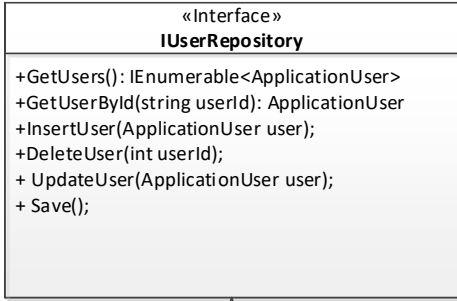 «Interface»
IUserRepository
+GetUsers(): IEnumerable<ApplicationUser>
+GetUserById(string userId): ApplicationUser
+InsertUser(ApplicationUser user);
+DeleteUser(int userId);
+ UpdateUser(ApplicationUser user);
+ Save();